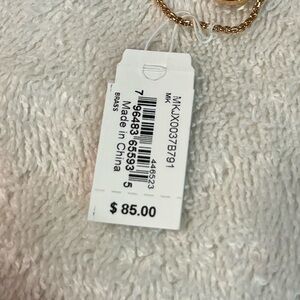 MKJX0037B791
MK
446523
7 96483 65593 5
Made in China
BRASS
$ 85.00